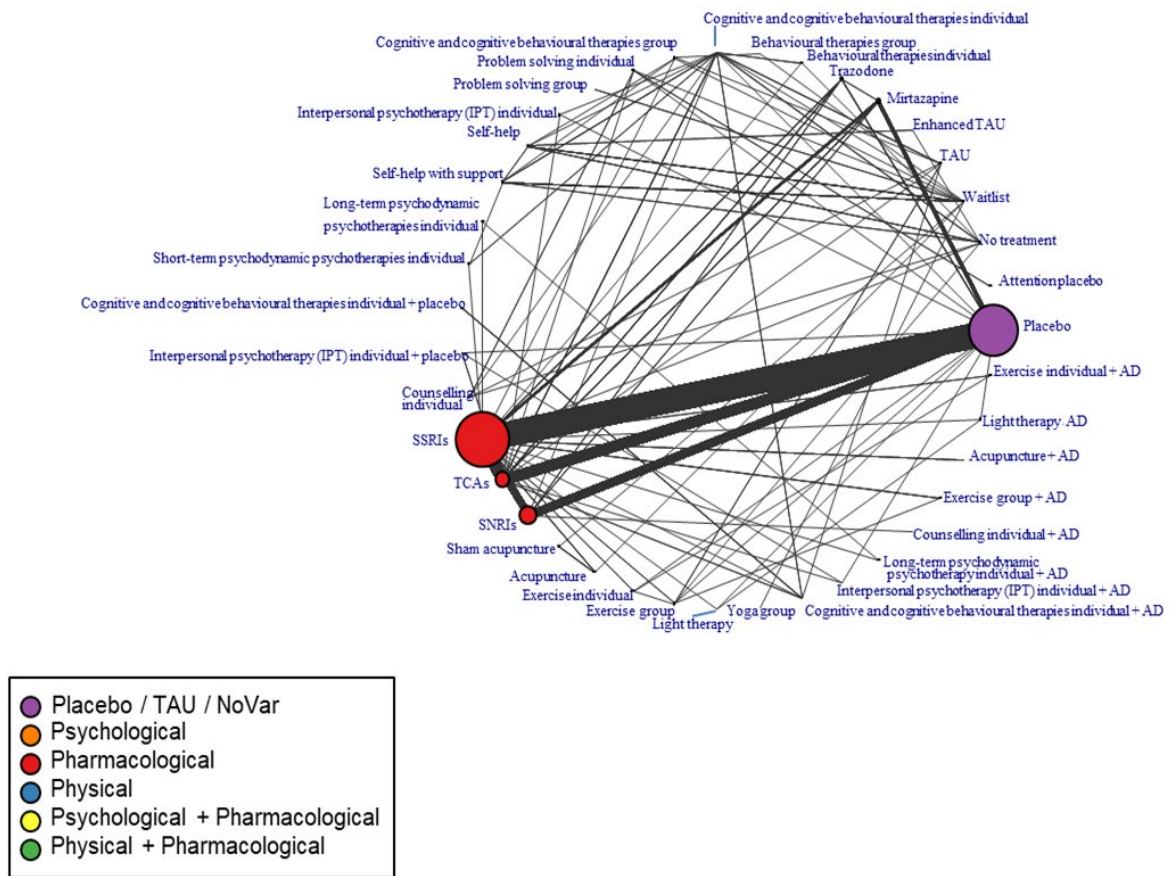 Cognitive and cognitive behavioural therapies individual
Cognitive and cognitive behavioural therapies group
Behavioural therapies group
Behavioural therapies individual
Problem solving individual
Trazodone
Problem solving group
Mirtazapine
Interpersonal psychotherapy (IPT) individual
Enhanced TAU
Self-help
TAU
Self-help with support
Waitlist
Long-term psychodynamic
psychotherapies individual
No treatment
Short-term psychodynamic psychotherapies individual
Attention placebo
Cognitive and cognitive behavioural therapies individual + placebo
Placebo
Interpersonal psychotherapy (IPT) individual + placebo
Exercise individual + AD
Counselling
individual
Light therapy. AD
SSRIs
Acupuncture + AD
TCAs
Exercise group + AD
SNRIs
Counselling individual + AD
Sham acupuncture
Long-term psychodynamic
psychotherapy individual + AD
Acupuncture
Interpersonal psychotherapy (IPT) individual + AD
Exercise individual
Exercise group
Yoga group
Cognitive and cognitive behavioural therapies individual + AD
Light therapy
Placebo / TAU / NoVar
Psychological
Pharmacological
Physical
Psychological + Pharmacological
Physical + Pharmacological